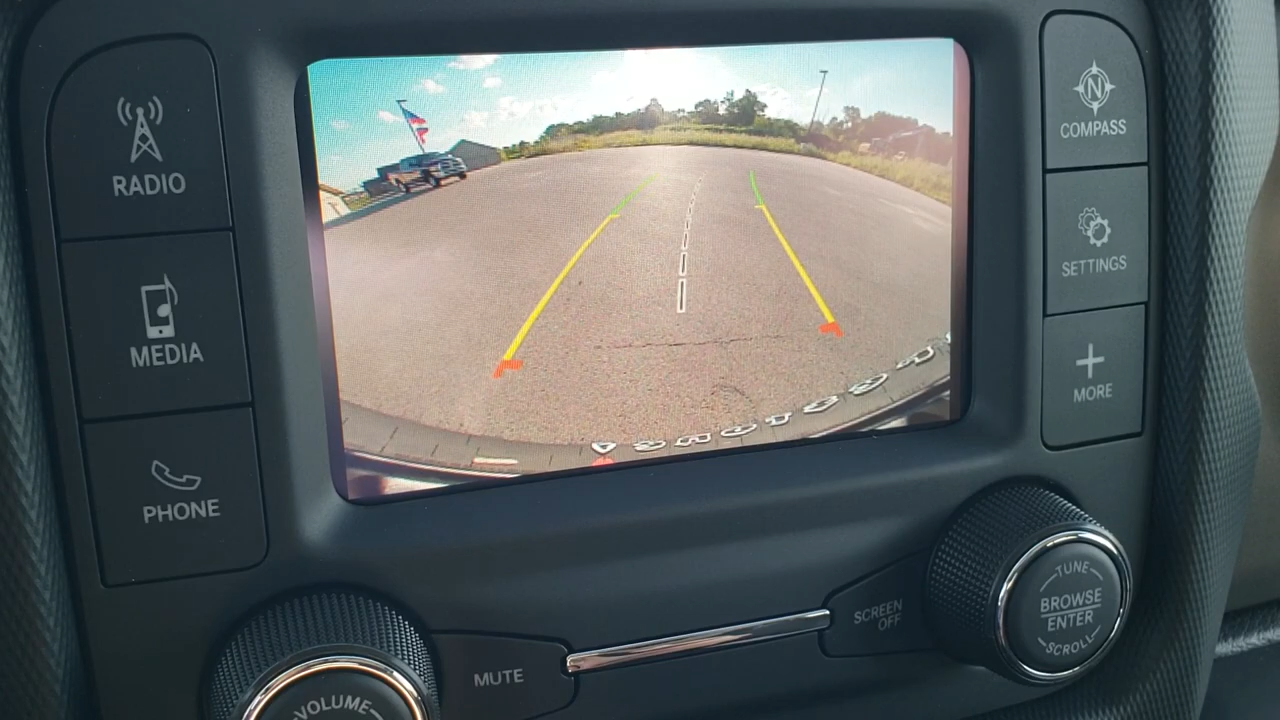 RADIO
MEDIA
PHONE
N
COMPASS
SETTINGS
MORE
VOLUME
MUTE
SCREEN
OFF
TUNE
BROWSE
ENTER
SCROLL